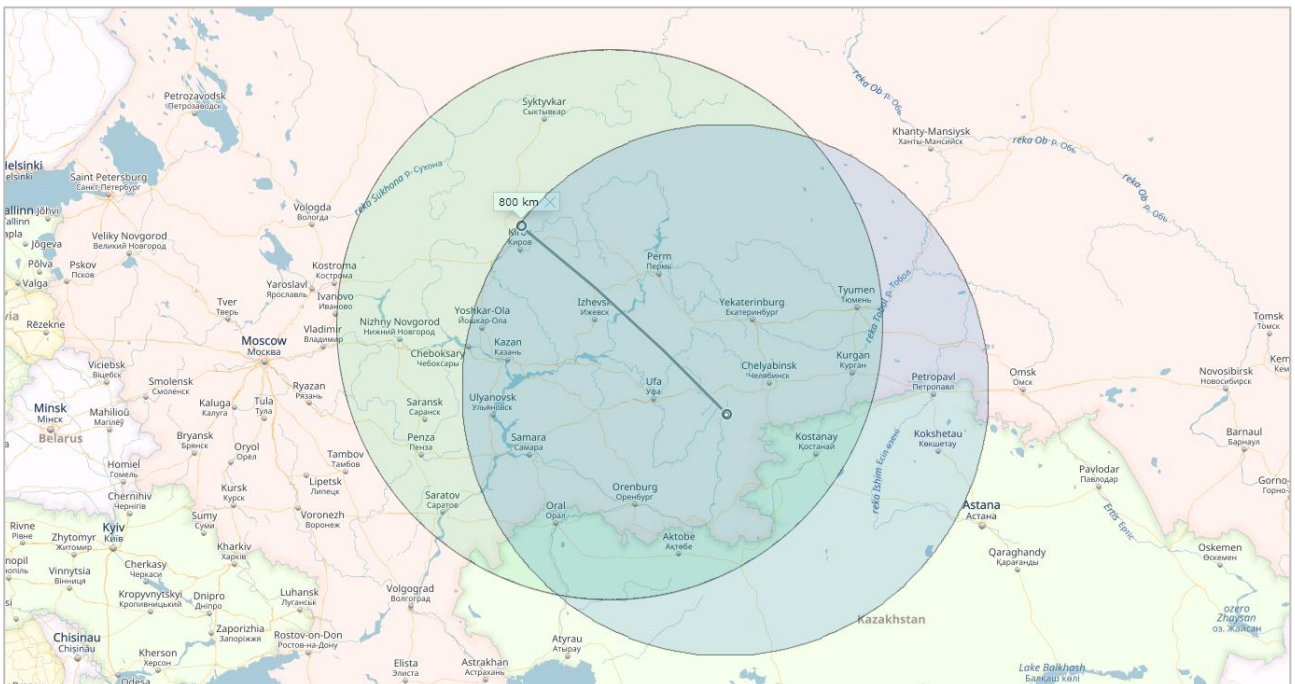 Syktyvkar
Сыктывкар
Petrozavodsk
Петрозаводск
Khanty-Mansiysk
Ханты-Мансийск
reka Ob р. Обь
reka Ob р. Обь
reka Ob р. Обь
Helsinki
Helsinki
Saint Petersburg
Санкт-Петербург
reka Sukhona р. Сухона
800 km
Vologda
Вологда
Tallinn
Tallinn
Jõhvi
Jõgeva
Veliky Novgorod
Великий Новгород
Киров
Põlva
Valga
Pskov
Псков
Kostroma
Кострома
Perm
Пермь
Yaroslavl
Ярославль
Ivanovo
Иваново
Tver
Тверь
Rēzekne
Vladimir
Владимир
Nizhny Novgorod
Нижний Новгород
Yoshkar-Ola
Йошкар-Ола
Izhevsk
Ижевск
Yekaterinburg
Екатеринбург
Tyumen
Тюмень
reka Tobol р. Тобол
Tomsk
Томск
Moscow
Москва
Cheboksary
Чебоксары
Kazan
Казань
Chelyabinsk
Челябинск
Kurgan
Курган
Viciebsk
Віцебск
Smolensk
Смоленск
Ryazan
Рязань
Ufa
Уфа
Petropavl
Петропавл
Omsk
Омск
Novosibirsk
Новосибирск
Minsk
Мінск
Belarus
Mahilioŭ
Магілёў
Kaluga
Калуга
Tula
Тула
Saransk
Саранск
Ulyanovsk
Ульяновск
Bryansk
Брянск
Oryol
Орёл
Penza
Пенза
Samara
Самара
Kostanay
Қостанай
Kokshetau
Көкшетау
Barnaul
Барнаул
Tambov
Тамбов
Homiel
Гомель
Lipetsk
Липецк
Kursk
Курск
Chernihiv
Чернігів
Saratov
Саратов
Orenburg
Оренбург
reka Ishim Есіл өзені
Pavlodar
Павлодар
Gorno-
Горно-
Sumy
Суми
Voronezh
Воронеж
Oral
Орал
Astana
Астана
Ertis Ертіс
Rivne
Рівне
Kyiv
Київ
Zhytomyr
Житомир
Kharkiv
Харків
Aktobe
Ақтөбе
Qaraghandy
Қарағанды
Oskemen
Өскемен
Vinnytsia
Вінниця
Cherkasy
Черкаси
Kropyvnytskyi
Кропивницький
Dnipro
Дніпро
Luhansk
Луганськ
Volgograd
Волгоград
Kazakhstan
ozero
Zhaysan
оз. Жайсан
Chisinau
Chișinău
Zaporizhia
Запоріжжя
Rostov-on-Don
Ростов-на-Дону
Atyrau
Атырау
Kherson
Херсон
Elista
Элиста
Astrakhan
Астрахань
Lake Balkhash
Балқаш көлі
Odesa